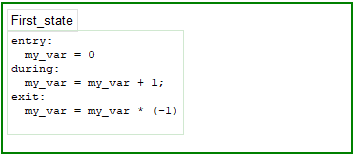 First_state
entry:
  my_var = 0
during:
  my_var = my_var + 1;
exit:
  my_var = my_var * (-1)